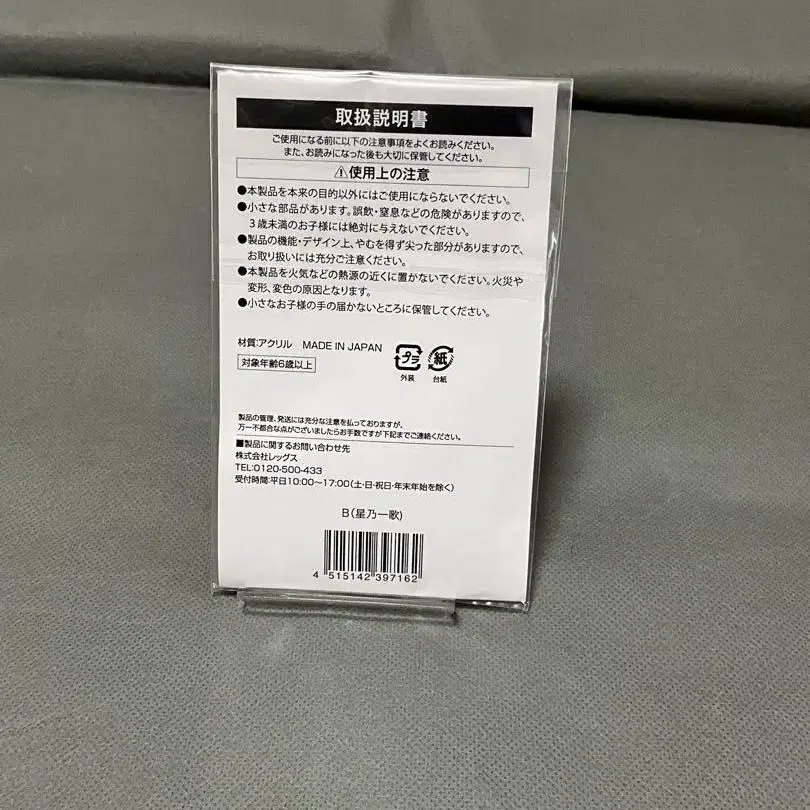 取扱説明書
ご使用になる前に以下の注意事項をよくお読みください。
また、お読みになった後も大切に保管してください。
⚠使用上の注意
●本製品を本来の目的以外にはご使用にならないでください。
●小さな部品があります。誤飲・窒息などの危険がありますので、
３歳未満のお子様には絶対に与えないでください。
●製品の機能・デザイン上、やむを得ず尖った部分がありますので、
お取り扱いには充分ご注意ください。
●本製品を火気などの熱源の近くに置かないでください。火災や
変形、変色の原因となります。
●小さなお子様の手の届かないところに保管してください。
材質：アクリル MADE IN JAPAN
対象年齢6歳以上
プラ 紙
外装 台紙
製品の管理、発送には充分な注意を払っておりますが、
万一不都合な点がございましたらお手数ですが下記までご連絡ください。
■製品に関するお問い合わせ先
株式会社レッグス
TEL:0120-500-433
受付時間:平日10:00～17:00(土・日・祝日・年末年始を除く)
B(星乃一歌)
4 515142 397162